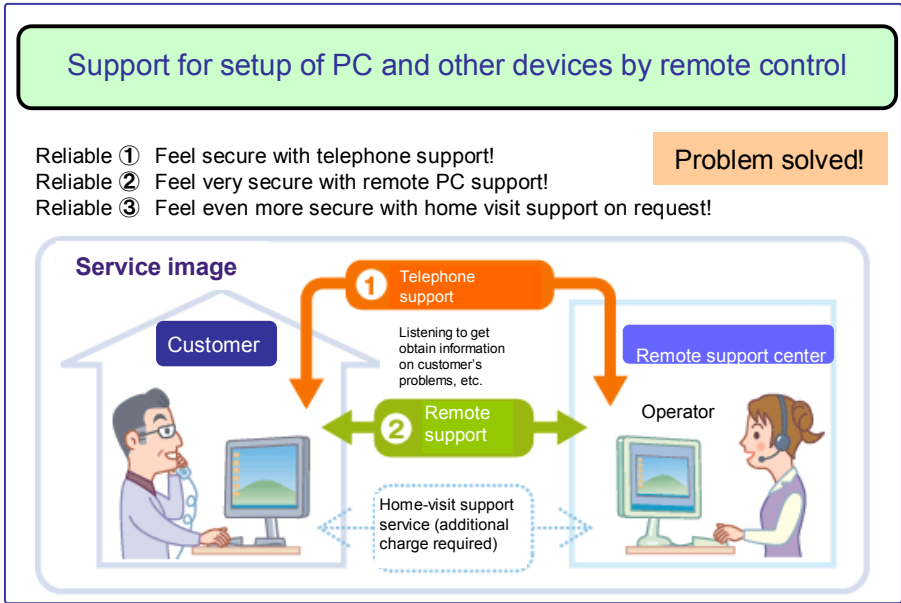 Support for setup of PC and other devices by remote control
Reliable ① Feel secure with telephone support!
Reliable ② Feel very secure with remote PC support!
Reliable ③ Feel even more secure with home visit support on request!
Problem solved!
Service image
1 Telephone
support
Customer
Listening to get
obtain information
on customer's
problems, etc.
Remote support center
Operator
2 Remote
support
Home-visit support
service (additional
charge required)